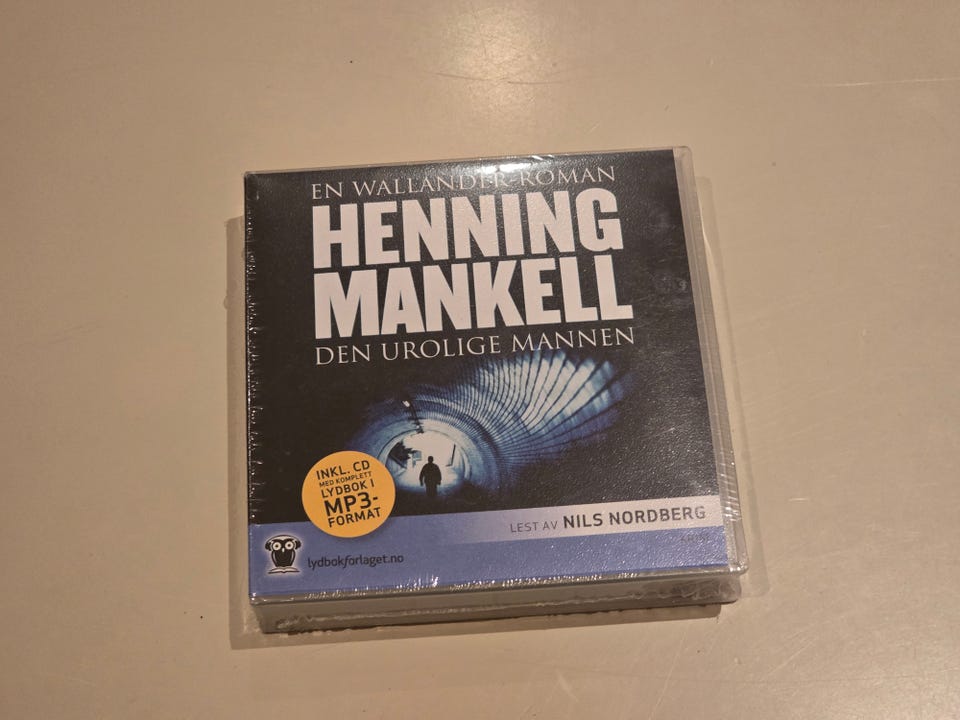 EN WALLANDER-ROMAN
HENNING
MANKELL
DEN UROLIGE MANNEN
INKL. CD
MED KOMPLETT
LYDBOK I
MP3-
FORMAT
LEST AV NILS NORDBERG
KRIM
lydbokforlaget.no